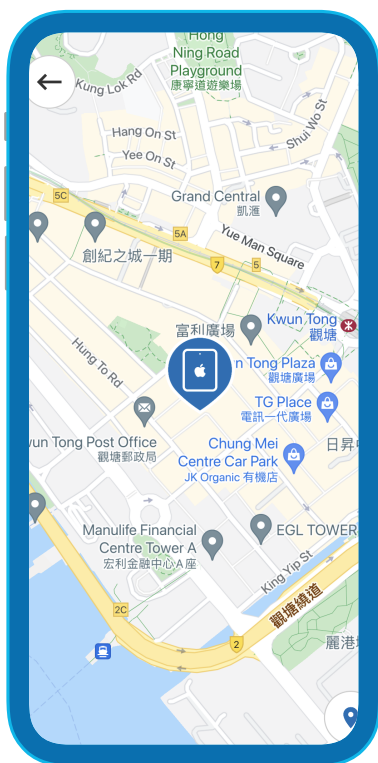 Hong
Ning Road
Playground
康寧道遊樂場
Kung Lok Rd
Shui Wo St
Hang On St
Yee On St
5C
Grand Central
凱滙
5A
Yue Man Square
創紀之城一期
7
5
Kwun Tong
觀塘
富利廣場
Hung To Rd
n Tong Plaza
觀塘廣場
TG Place
電訊一代廣場
wun Tong Post Office
觀塘郵政局
Chung Mei
Centre Car Park
JK Organic 有機店
日昇
Manulife Financial
Centre Tower A
宏利金融中心A座
EGL TOWER
King Yip St
2C
觀塘繞道
2
麗港